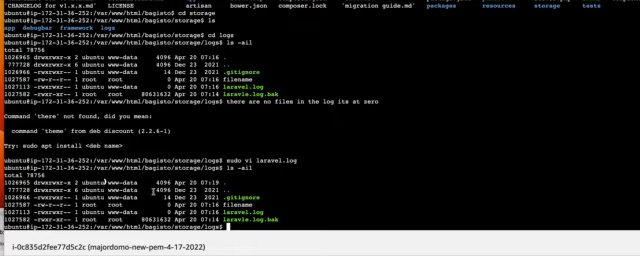 'CHANGELOG for v1.x.x.md' LICENSE artisan bower.json composer.lock 'migration guide.md' packages resources storage tests
ubuntu@ip-172-31-36-252:/var/www/html/bagisto$ cd storage
ubuntu@ip-172-31-36-252:/var/www/html/bagisto/storage$ ls
app debugbar framework logs
ubuntu@ip-172-31-36-252:/var/www/html/bagisto/storage$ cd logs
ubuntu@ip-172-31-36-252:/var/www/html/bagisto/storage/logs$ ls -ail
total 78756
1026965 drwxrwxr-x 2 ubuntu www-data 4096 Apr 20 07:16 .
777728 drwxrwxr-x 6 ubuntu www-data 4096 Dec 23 2021 ..
1026966 -rwxrwxr-x 1 ubuntu www-data 14 Dec 23 2021 .gitignore
1027587 -rw-r--r-- 1 root root 0 Apr 20 07:16 filename
1027113 -rwxrwxr-x 1 root root 0 Apr 20 07:16 laravel.log
1027582 -rwxr-xr-x 1 root root 80631632 Apr 20 07:14 laravle.log.bak
ubuntu@ip-172-31-36-252:/var/www/html/bagisto/storage/logs$ there are no files in the log its at sero
Command 'there' not found, did you mean:
command 'theme' from deb discount (2.2.4-1)
Try: sudo apt install <deb name>
ubuntu@ip-172-31-36-252:/var/www/html/bagisto/storage/logs$ sudo vi laravel.log
ubuntu@ip-172-31-36-252:/var/www/html/bagisto/storage/logs$ ls -ail
total 78756
1026965 drwxrwxr-x 2 ubuntu www-data 4096 Apr 20 07:19 .
777728 drwxrwxr-x 6 ubuntu www-data 4096 Dec 23 2021 ..
1026966 -rwxrwxr-x 1 ubuntu www-data 14 Dec 23 2021 .gitignore
1027587 -rw-r--r-- 1 root root 0 Apr 20 07:16 filename
1027113 -rwxrwxr-x 1 root root 0 Apr 20 07:16 laravel.log
1027582 -rwxr-xr-x 1 root root 80631632 Apr 20 07:14 laravle.log.bak
ubuntu@ip-172-31-36-252:/var/www/html/bagisto/storage/logs$
i-0c835d2fee77d5c2c (majordomo-new-pem-4-17-2022)